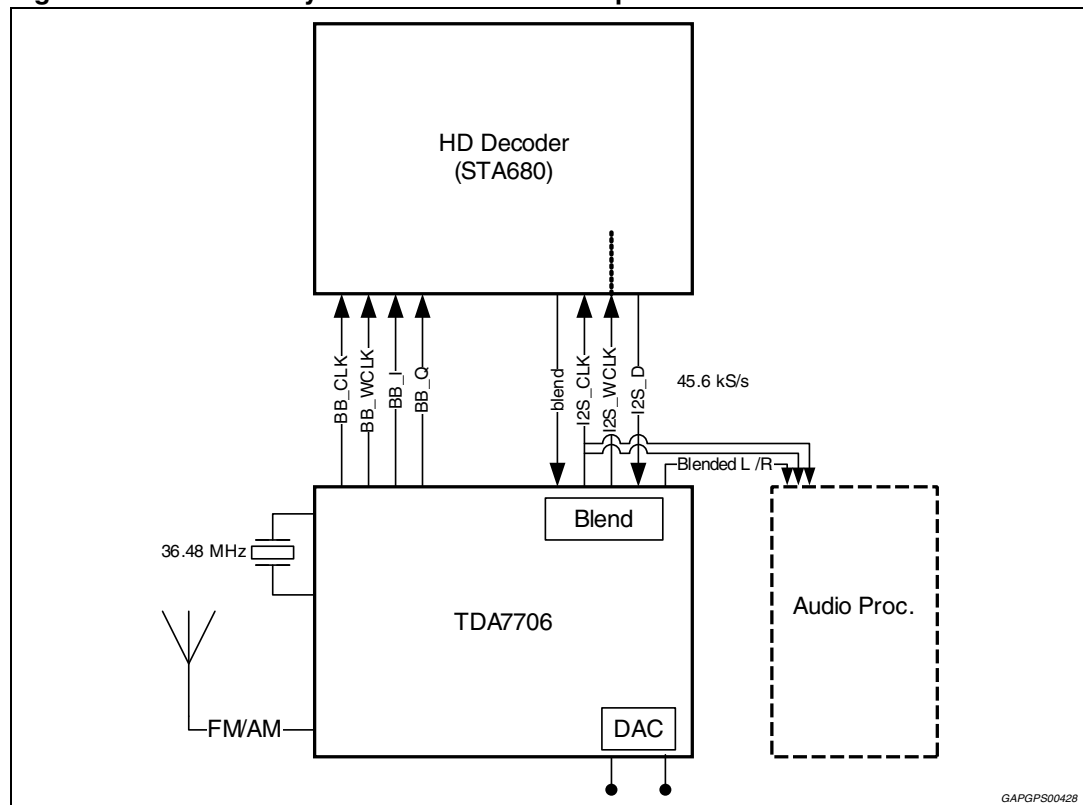 HD Decoder
(STA680)
BB_CLK
BB_WCLK
BB_I
BB_Q
blend
I2S_CLK
I2S_WCLK
I2S_D
45.6 kS/s
Blended L /R
Blend
36.48 MHz
TDA7706
Audio Proc.
FM/AM
DAC
GAPGPS00428